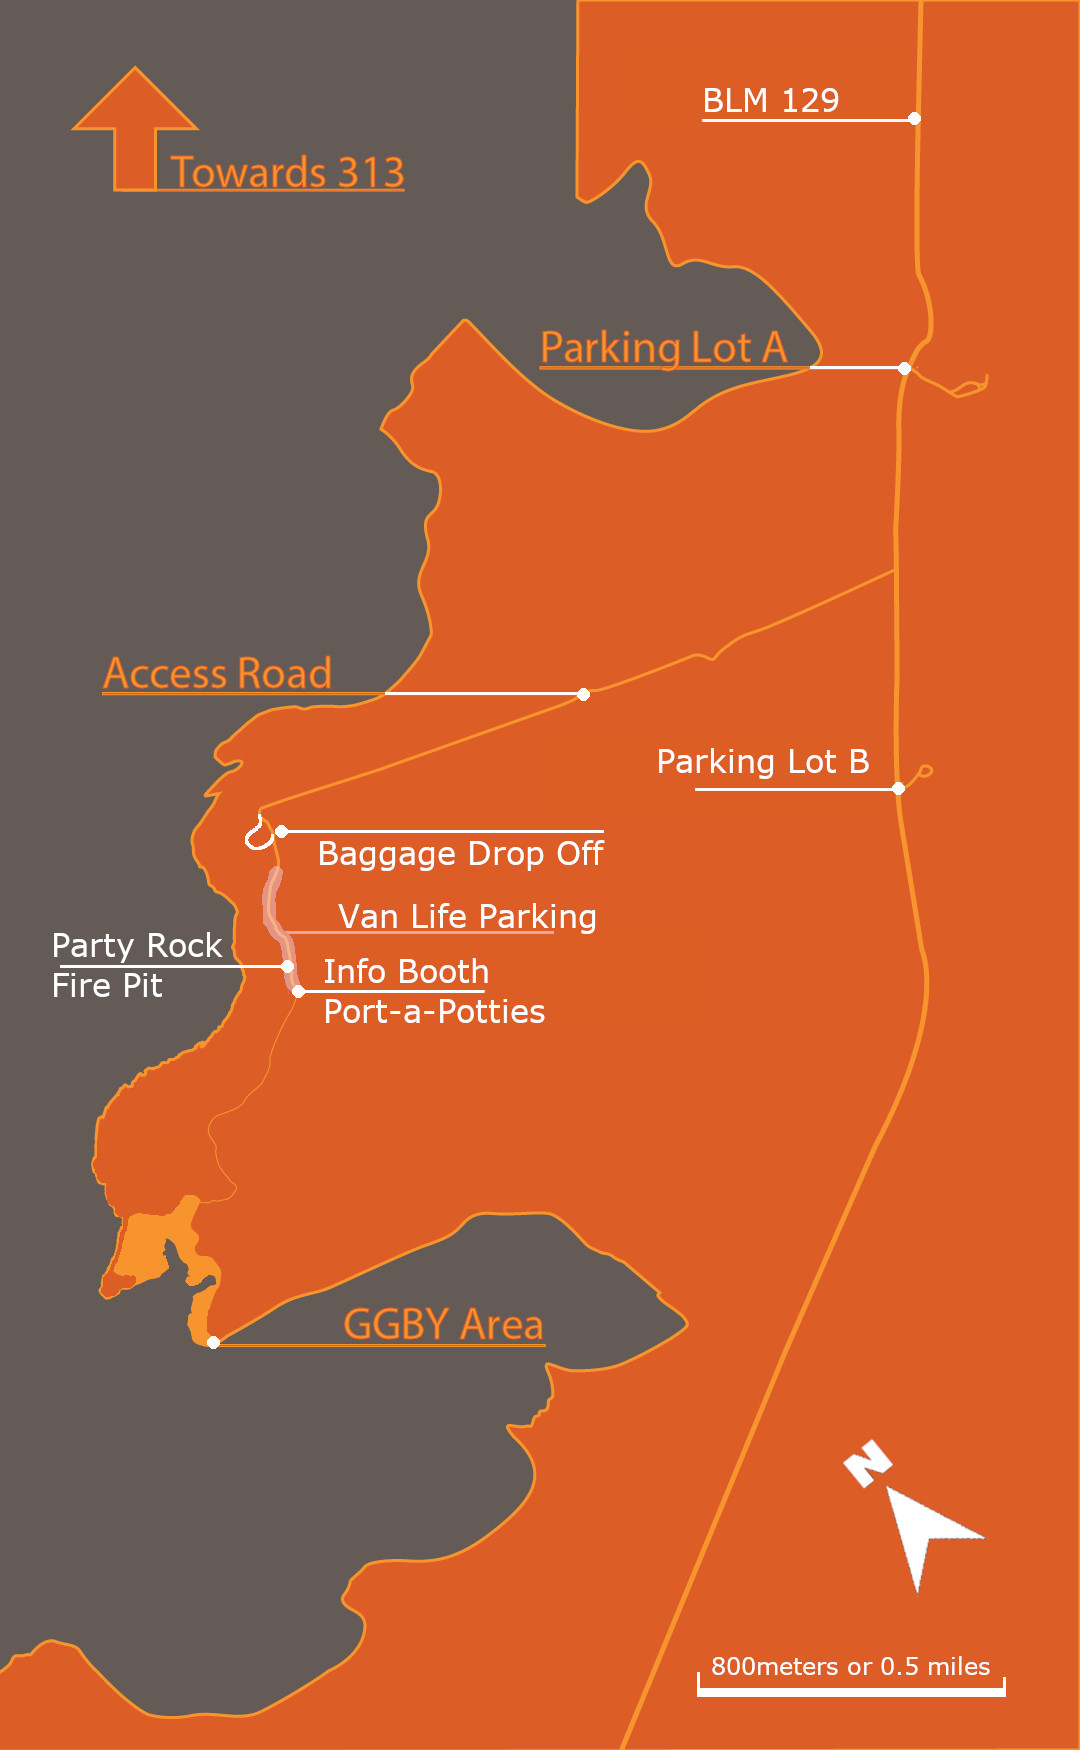 BLM 129
Towards 313
Parking Lot A
Access Road
Parking Lot B
Baggage Drop Off
Van Life Parking
Party Rock
Fire Pit
Info Booth
Port-a-Potties
GGBY Area
N
800meters or 0.5 miles